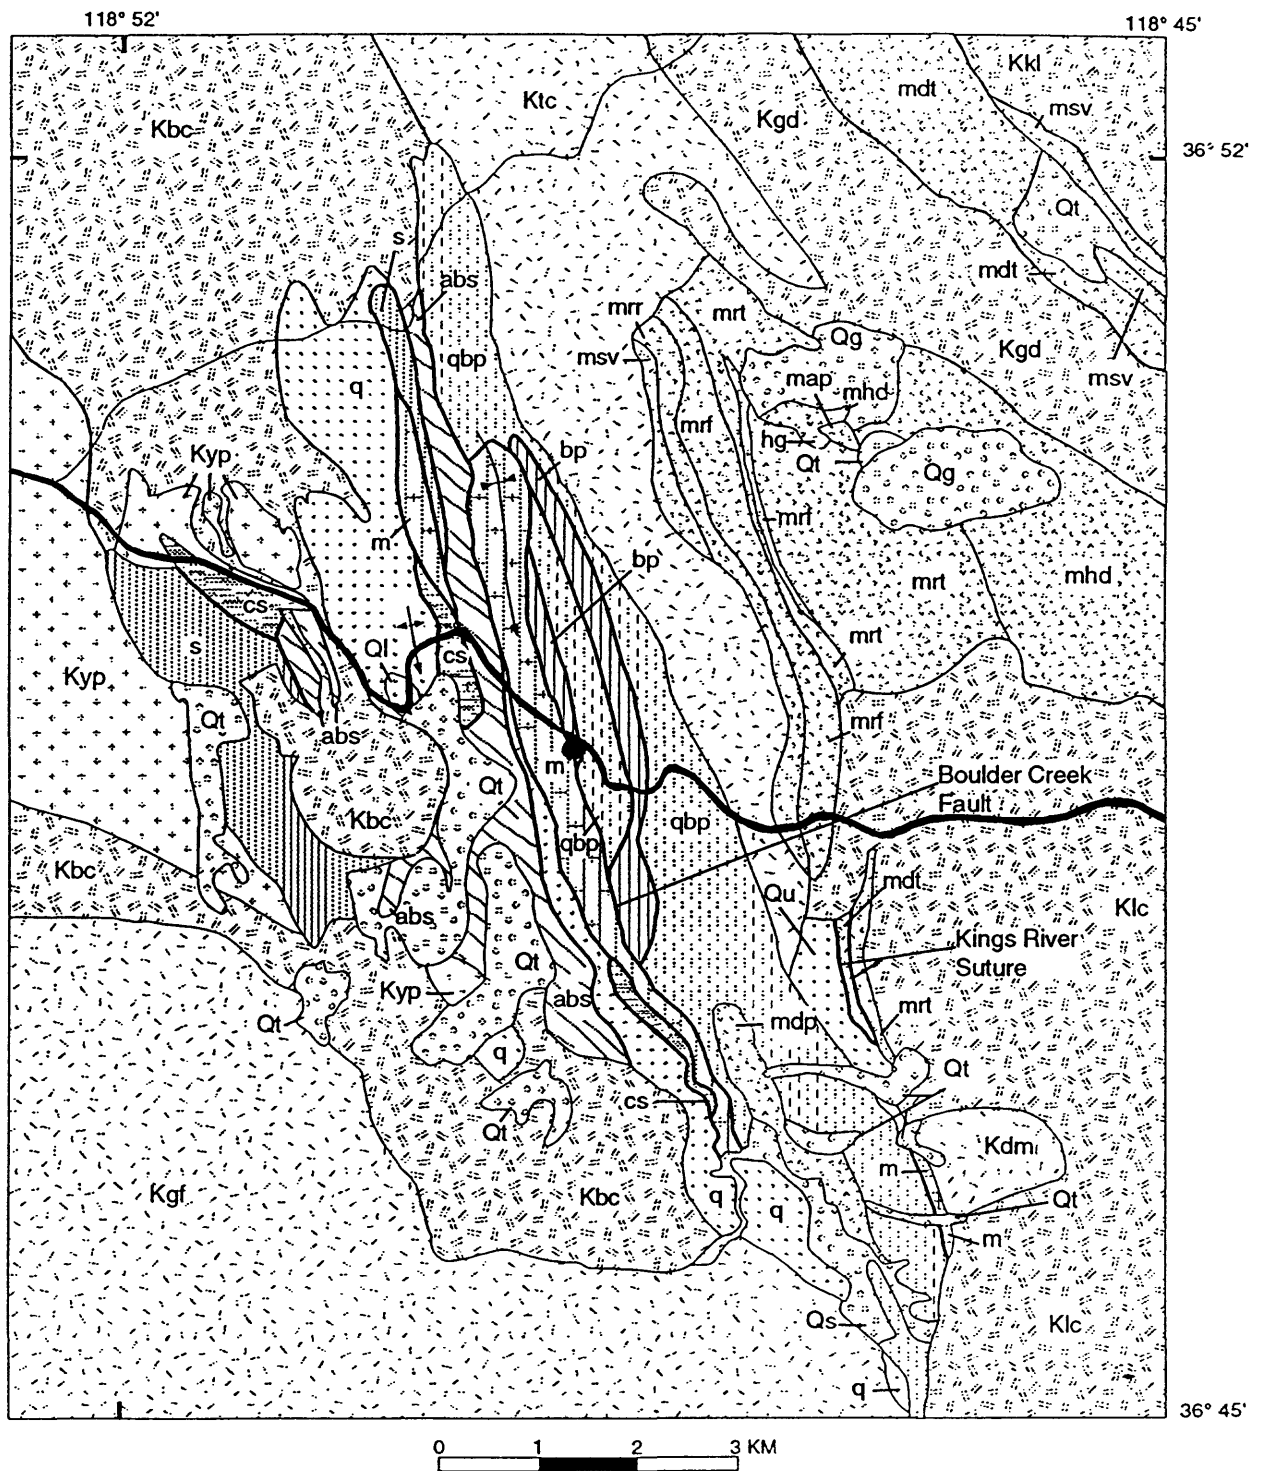 118° 52'
118° 45'
Kkl
Ktc
mdt
msv
Kgd
Kbc
36° 52'
Qt
s
mdt
abs
mrr
mrt
Qg
Kgd
msv
qbp
msv
q
map
mhd
mrf
hg
Kyp
bp
Qt
Qg
mrf
m
bp
mrt
mhd
cs
mrt
s
Ql
cs
Kyp
Qt
abs
mrf
m
Boulder Creek
Fault
Qt
Kbc
qbp
qbp
Kbc
mdt
Qu
abs
Klc
Kings River
Suture
Qt
Kyp
abs
mrt
Qt
mdp
q
Qt
cs
Qt
Kdm
m
Kgf
Kbc
q
q
Qt
m
Qs
Klc
q
36° 45'
0 1 2 3 KM